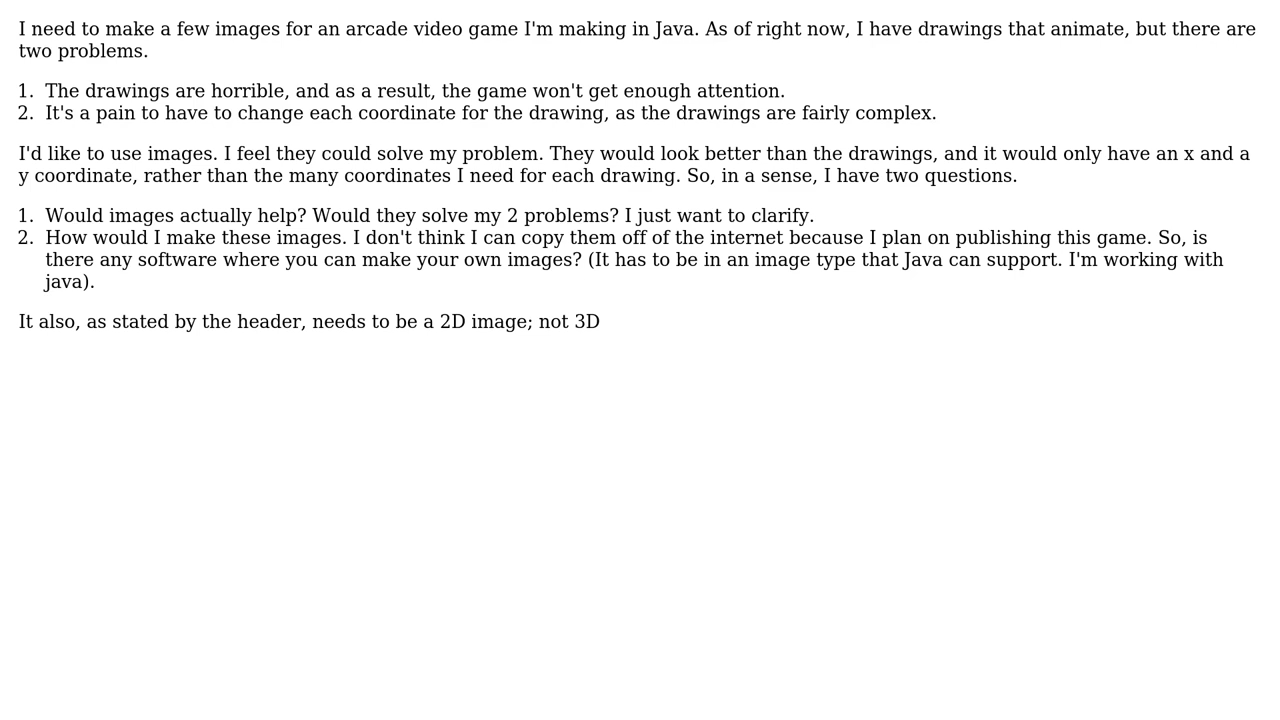 I need to make a few images for an arcade video game I'm making in Java. As of right now, I have drawings that animate, but there are
two problems.
1. The drawings are horrible, and as a result, the game won't get enough attention.
2. It's a pain to have to change each coordinate for the drawing, as the drawings are fairly complex.
I'd like to use images. I feel they could solve my problem. They would look better than the drawings, and it would only have an x and a
y coordinate, rather than the many coordinates I need for each drawing. So, in a sense, I have two questions.
1. Would images actually help? Would they solve my 2 problems? I just want to clarify.
2. How would I make these images. I don't think I can copy them off of the internet because I plan on publishing this game. So, is
there any software where you can make your own images? (It has to be in an image type that Java can support. I'm working with
java).
It also, as stated by the header, needs to be a 2D image; not 3D